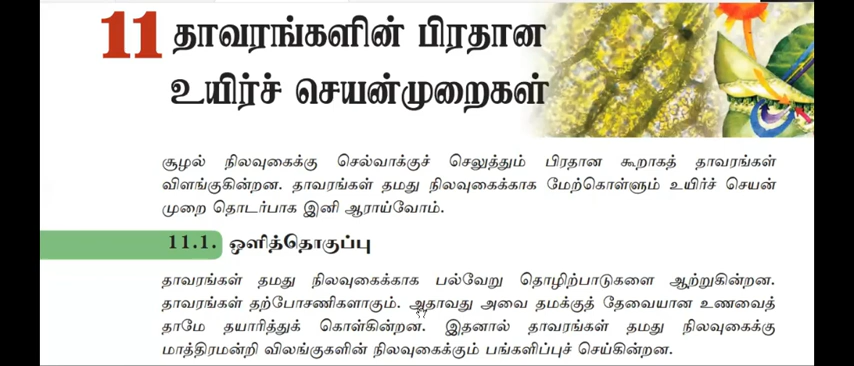 11 தாவரங்களின் பிரதான
உயிர்ச் செயன்முறைகள்
சூழல் நிலவுகைக்கு செல்வாக்குச் செலுத்தும் பிரதான கூறாகத் தாவரங்கள்
விளங்குகின்றன. தாவரங்கள் தமது நிலவுகைக்காக மேற்கொள்ளும் உயிர்ச் செயன்
முறை தொடர்பாக இனி ஆராய்வோம்.
11.1. ஒளித்தொகுப்பு
தாவரங்கள் தமது நிலவுகைக்காக பல்வேறு தொழிற்பாடுகளை ஆற்றுகின்றன.
தாவரங்கள் தற்போசணிகளாகும். அதாவது அவை தமக்குத் தேவையான உணவைத்
தாமே தயாரித்துக் கொள்கின்றன. இதனால் தாவரங்கள் தமது நிலவுகைக்கு
மாத்திரமன்றி விலங்குகளின் நிலவுகைக்கும் பங்களிப்புச் செய்கின்றன.